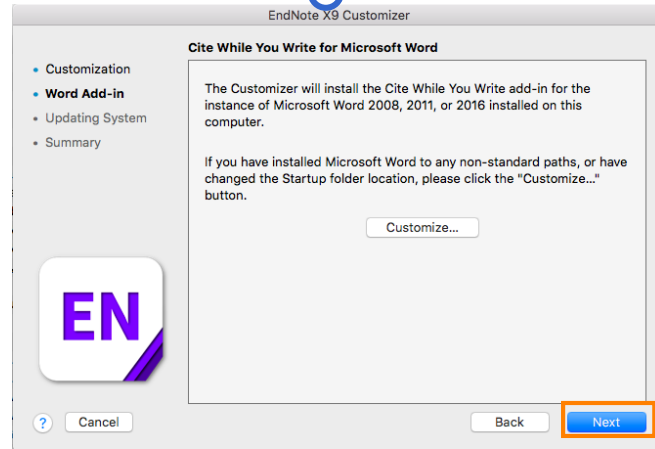 EndNote X9 Customizer
Cite While You Write for Microsoft Word
• Customization
• Word Add-in
• Updating System
• Summary
The Customizer will install the Cite While You Write add-in for the
instance of Microsoft Word 2008, 2011, or 2016 installed on this
computer.
If you have installed Microsoft Word to any non-standard paths, or have
changed the Startup folder location, please click the "Customize..."
button.
Customize...
EN
? Cancel Back Next